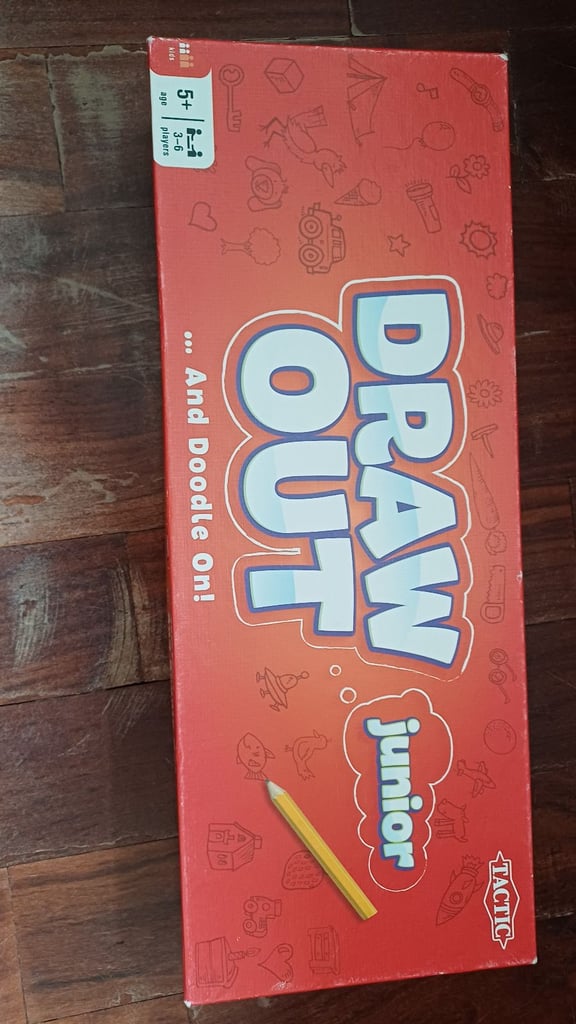 kids
5+
age
3-6
players
DRAW
OUT
junior
... And Doodle On!
TACTIC